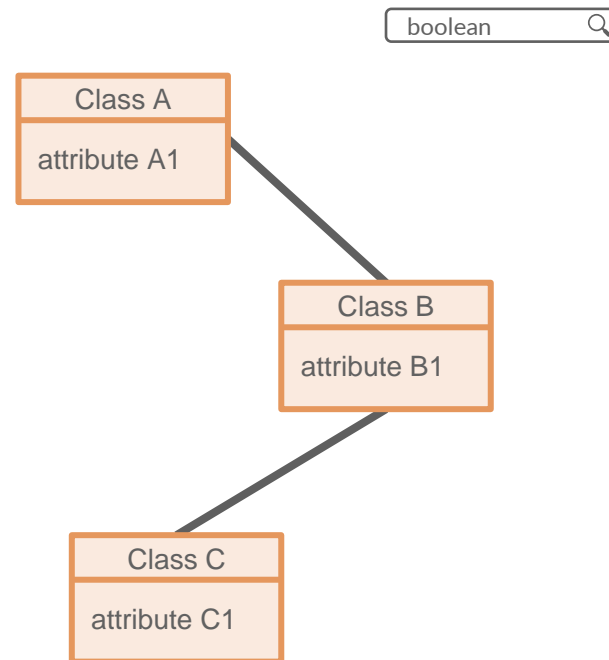 boolean
Class A
attribute A1
Class B
attribute B1
Class C
attribute C1